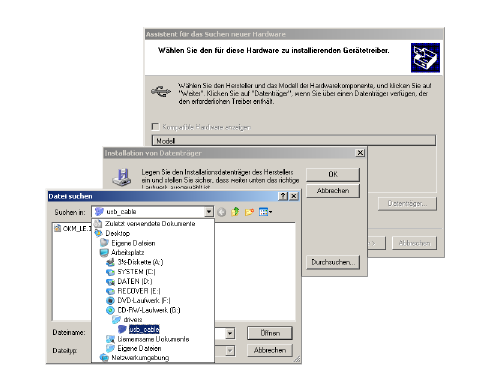 Assistent für das Suchen neuer Hardware
Wählen Sie den für diese Hardware zu installierenden Gerätetreiber.
Wählen Sie den Hersteller und das Modell der Hardwarekomponente, und klicken Sie auf
"Weiter". Klicken Sie auf "Datenträger", wenn Sie über einen Datenträger verfügen, der
den erforderlichen Treiber enthält.
Kompatible Hardware anzeigen
Modell
Datenträger...
Abbrechen
Installation von Datenträger
Legen Sie den Installationsdatenträger des Herstellers
ein und stellen Sie sicher, dass weiter unten das richtige
Laufwerk ausgewählt ist.
OK
Abbrechen
Durchsuchen...
Datei suchen
Suchen in:
usb_cable
OKM_LE.I
Zuletzt verwendete Dokumente
Desktop
Eigene Dateien
Arbeitsplatz
3½-Diskette (A:)
SYSTEM (C:)
DATEN (D:)
RECOVER (E:)
DVD-Laufwerk (F:)
CD-RW-Laufwerk (G:)
drivers
usb_cable
Gemeinsame Dokumente
Eigene Dateien
Netzwerkumgebung
Dateiname:
Öffnen
Dateityp:
Abbrechen